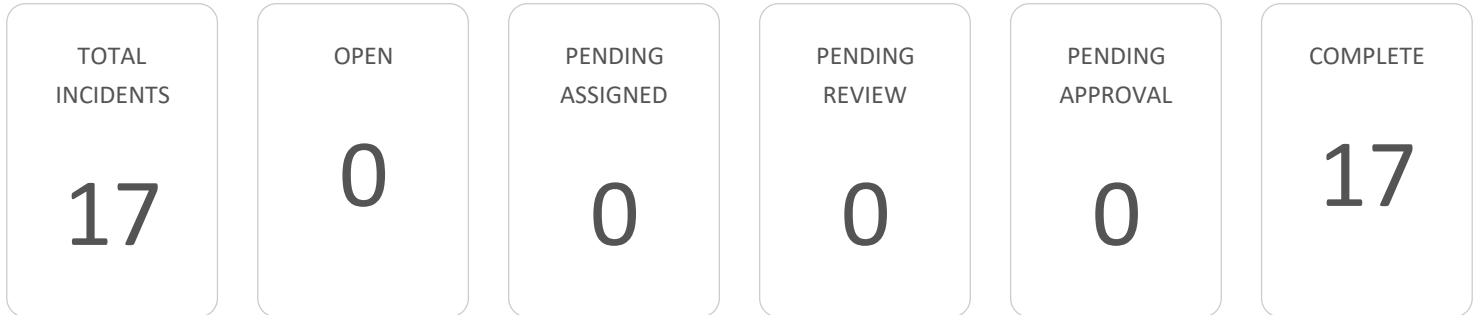 TOTAL
INCIDENTS
17
OPEN
0
PENDING
ASSIGNED
0
PENDING
REVIEW
0
PENDING
APPROVAL
0
COMPLETE
17